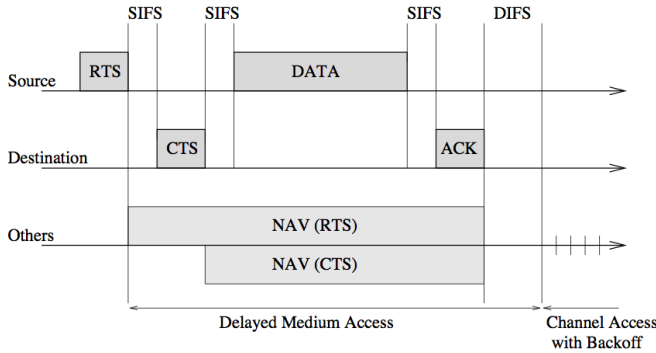 SIFS SIFS SIFS DIFS
RTS DATA
Source
CTS ACK
Destination
NAV (RTS)
Others
NAV (CTS)
Delayed Medium Access Channel Access
with Backoff